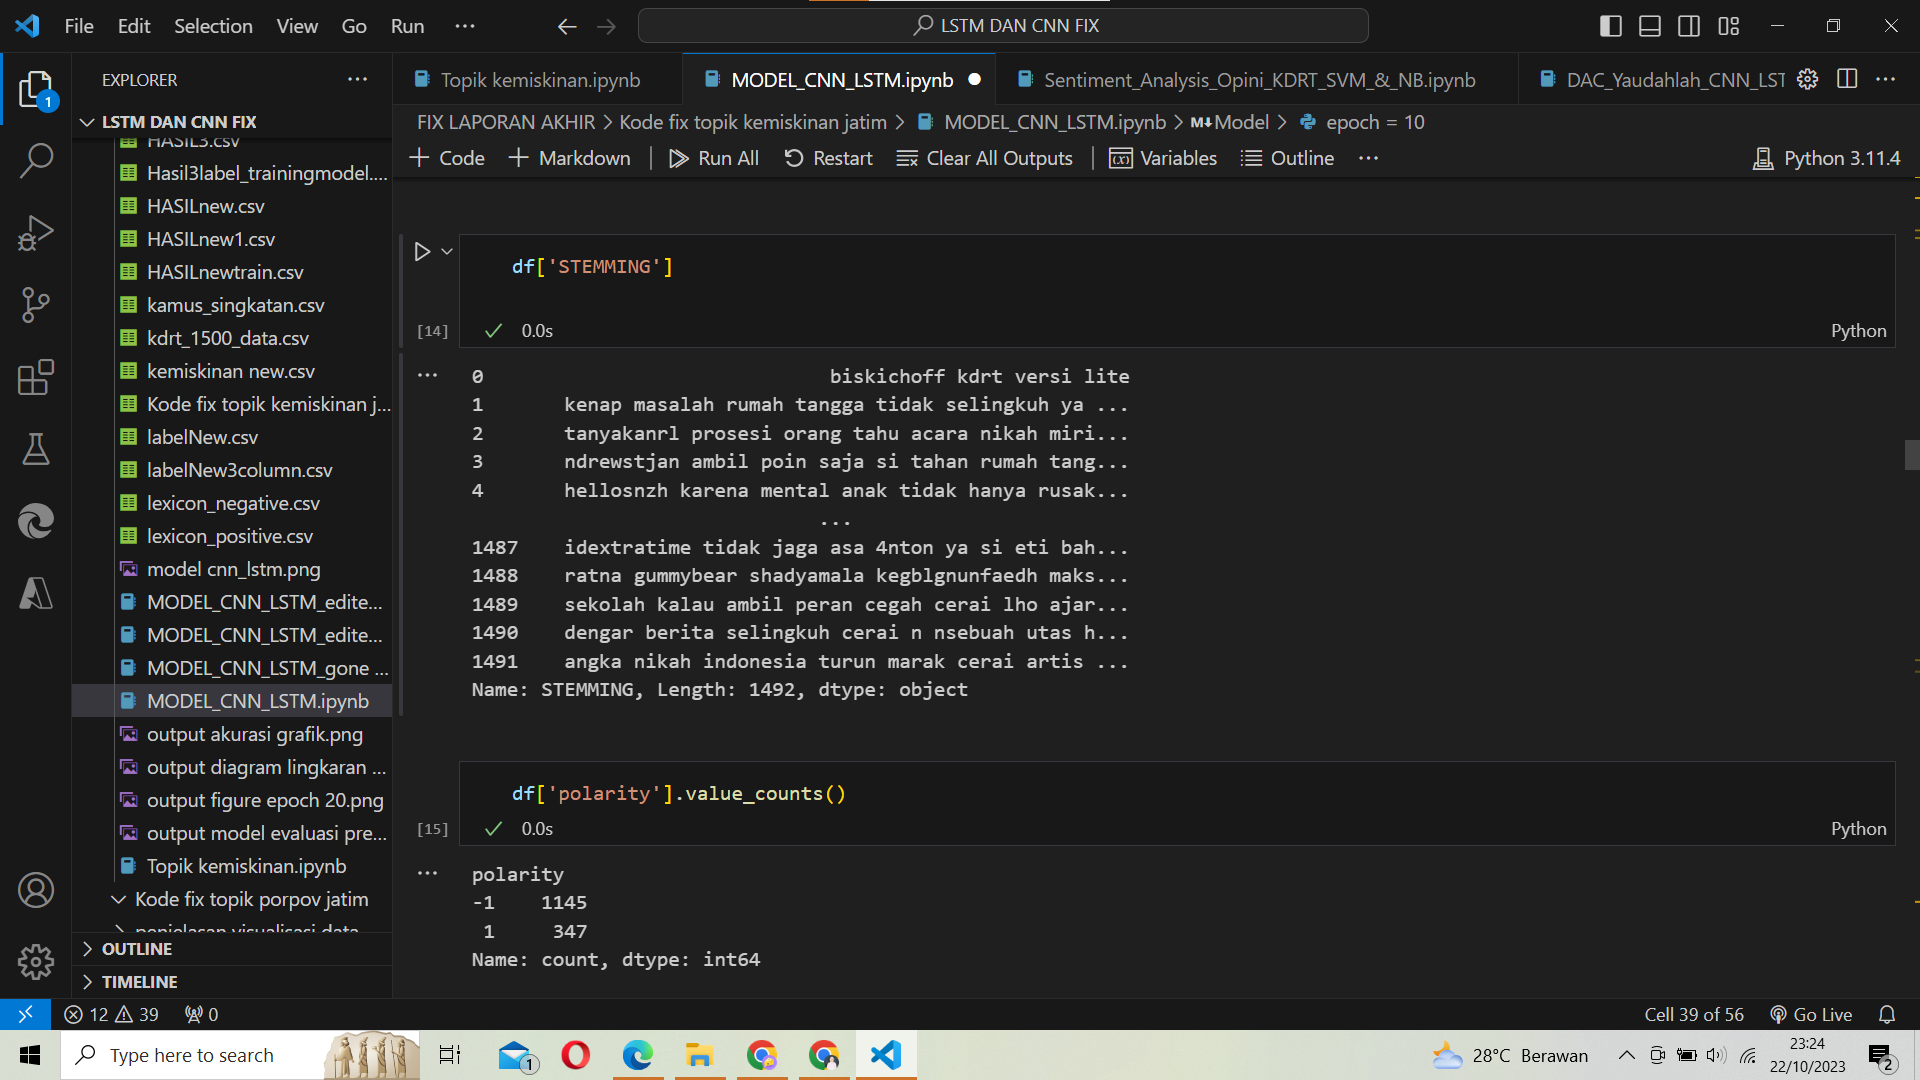 File Edit Selection View Go Run ...
LSTM DAN CNN FIX
EXPLORER
1
LSTM DAN CNN FIX
HASIL3.csv
Hasil3label_trainingmodel....
HASILnew.csv
HASILnew1.csv
HASILnewtrain.csv
kamus_singkatan.csv
kdrt_1500_data.csv
kemiskinan new.csv
Kode fix topik kemiskinan j...
labelNew.csv
labelNew3column.csv
lexicon_negative.csv
lexicon_positive.csv
model cnn_lstm.png
MODEL_CNN_LSTM_edite...
MODEL_CNN_LSTM_edite...
MODEL_CNN_LSTM_gone ...
MODEL_CNN_LSTM.ipynb
output akurasi grafik.png
output diagram lingkaran ...
output figure epoch 20.png
output model evaluasi pre...
Topik kemiskinan.ipynb
Kode fix topik porpov jatim
penjelasan visualisasi data
OUTLINE
TIMELINE
Topik kemiskinan.ipynb
MODEL_CNN_LSTM.ipynb
Sentiment_Analysis_Opini_KDRT_SVM_&_NB.ipynb
DAC_Yaudahlah_CNN_LST
FIX LAPORAN AKHIR > Kode fix topik kemiskinan jatim > MODEL_CNN_LSTM.ipynb > M↓Model > epoch = 10
+ Code + Markdown | Run All Restart Clear All Outputs | Variables Outline ...
Python 3.11.4
df['STEMMING']
[14] 0.0s
Python
0 biskichoff kdrt versi lite
1 kenap masalah rumah tangga tidak selingkuh ya ...
2 tanyakanrl prosesi orang tahu acara nikah miri...
3 ndrewstjan ambil poin saja si tahan rumah tang...
4 hellosnzh karena mental anak tidak hanya rusak...
...
1487 idextratime tidak jaga asa 4nton ya si eti bah...
1488 ratna gummybear shadyamala kegblgnunfaedh maks...
1489 sekolah kalau ambil peran cegah cerai lho ajar...
1490 dengar berita selingkuh cerai n nsebuah utas h...
1491 angka nikah indonesia turun marak cerai artis ...
Name: STEMMING, Length: 1492, dtype: object
df['polarity'].value_counts()
[15] 0.0s
Python
polarity
-1 1145
1 347
Name: count, dtype: int64
12 39 0
Cell 39 of 56
Go Live
Type here to search
1
28°C Berawan
23:24
22/10/2023
2